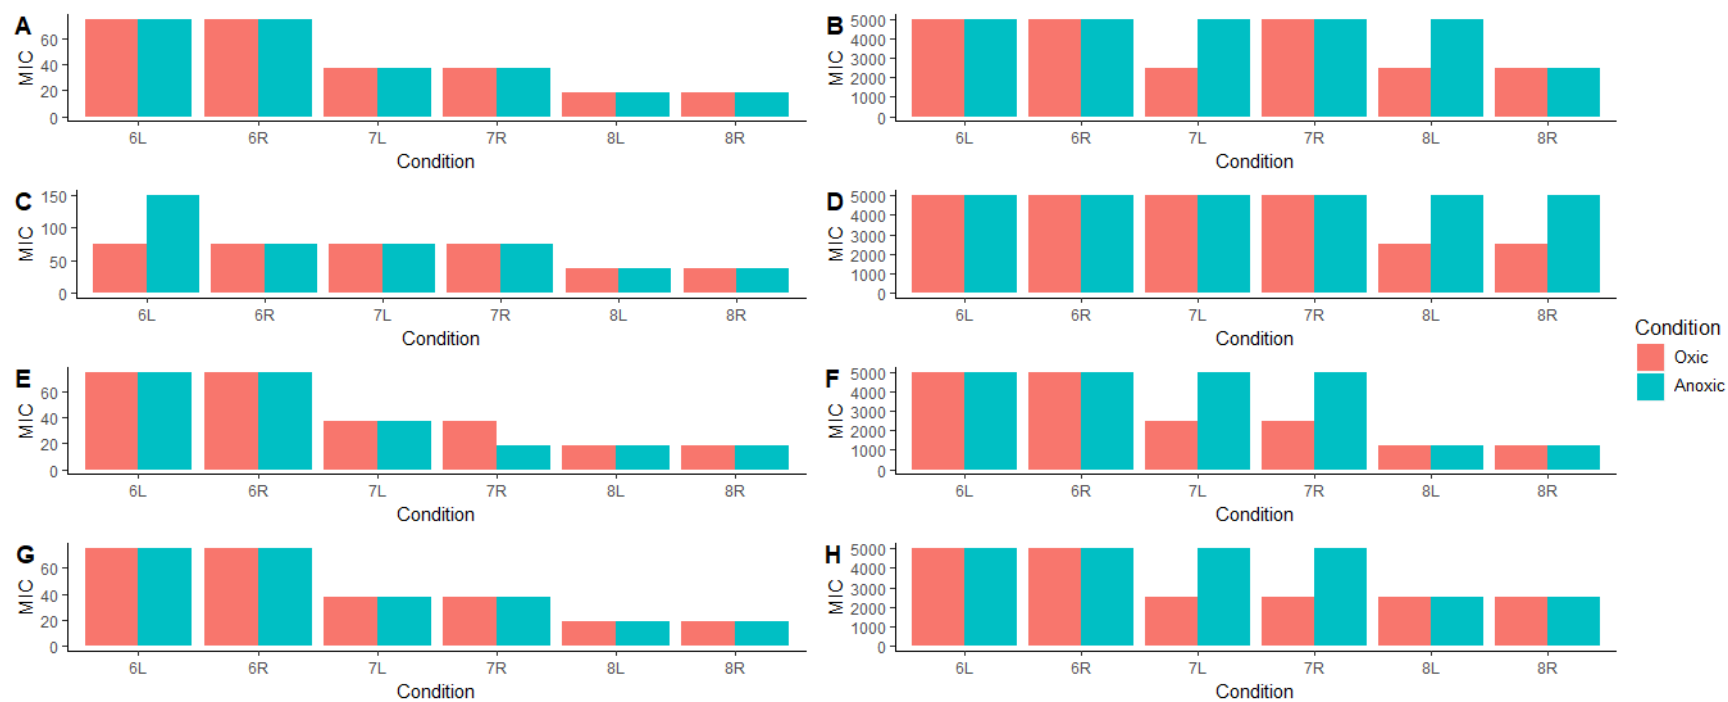 A
MIC
60
40
20
0
6L 6R 7L 7R 8L 8R
Condition
B
MIC
5000
4000
3000
2000
1000
0
6L 6R 7L 7R 8L 8R
Condition
C
MIC
150
100
50
0
6L 6R 7L 7R 8L 8R
Condition
D
MIC
5000
4000
3000
2000
1000
0
6L 6R 7L 7R 8L 8R
Condition
E
MIC
60
40
20
0
6L 6R 7L 7R 8L 8R
Condition
F
MIC
5000
4000
3000
2000
1000
0
6L 6R 7L 7R 8L 8R
Condition
G
MIC
60
40
20
0
6L 6R 7L 7R 8L 8R
Condition
H
MIC
5000
4000
3000
2000
1000
0
6L 6R 7L 7R 8L 8R
Condition
Condition
Oxic
Anoxic